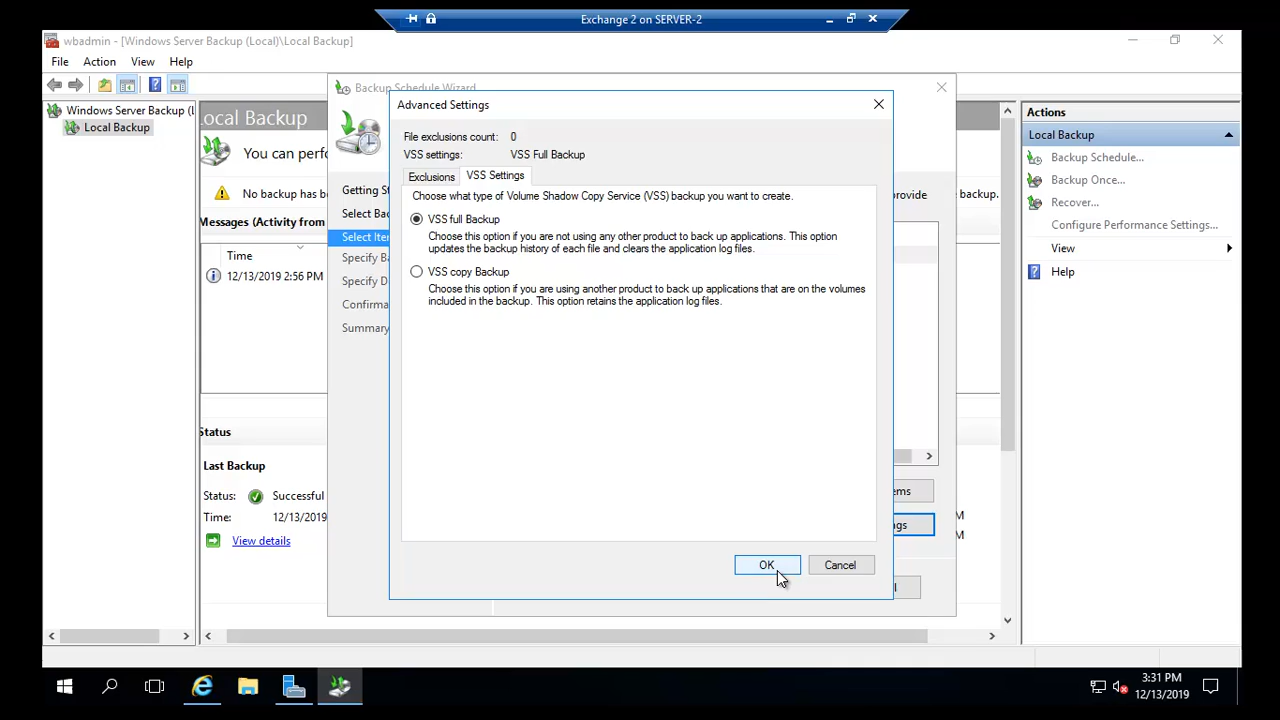 Exchange 2 on SERVER-2
wbadmin - [Windows Server Backup (Local)\Local Backup]
File Action View Help
Windows Server Backup (L
Local Backup
Local Backup
You can perfo
No backup has be
Messages (Activity from
Time
12/13/2019 2:56 PM
Status
Last Backup
Status: Successful
Time: 12/13/2019
View details
Backup Schedule Wizard
Getting St
Select Bac
Select Iter
Specify Ba
Specify D
Confirma
Summary
Advanced Settings
File exclusions count: 0
VSS settings: VSS Full Backup
Exclusions VSS Settings
Choose what type of Volume Shadow Copy Service (VSS) backup you want to create.
VSS full Backup
Choose this option if you are not using any other product to back up applications. This option
updates the backup history of each file and clears the application log files.
VSS copy Backup
Choose this option if you are using another product to back up applications that are on the volumes
included in the backup. This option retains the application log files.
OK Cancel
provide
backup.
ems
ngs
M
M
l
Actions
Local Backup
Backup Schedule...
Backup Once...
Recover...
Configure Performance Settings...
View
Help
3:31 PM
12/13/2019